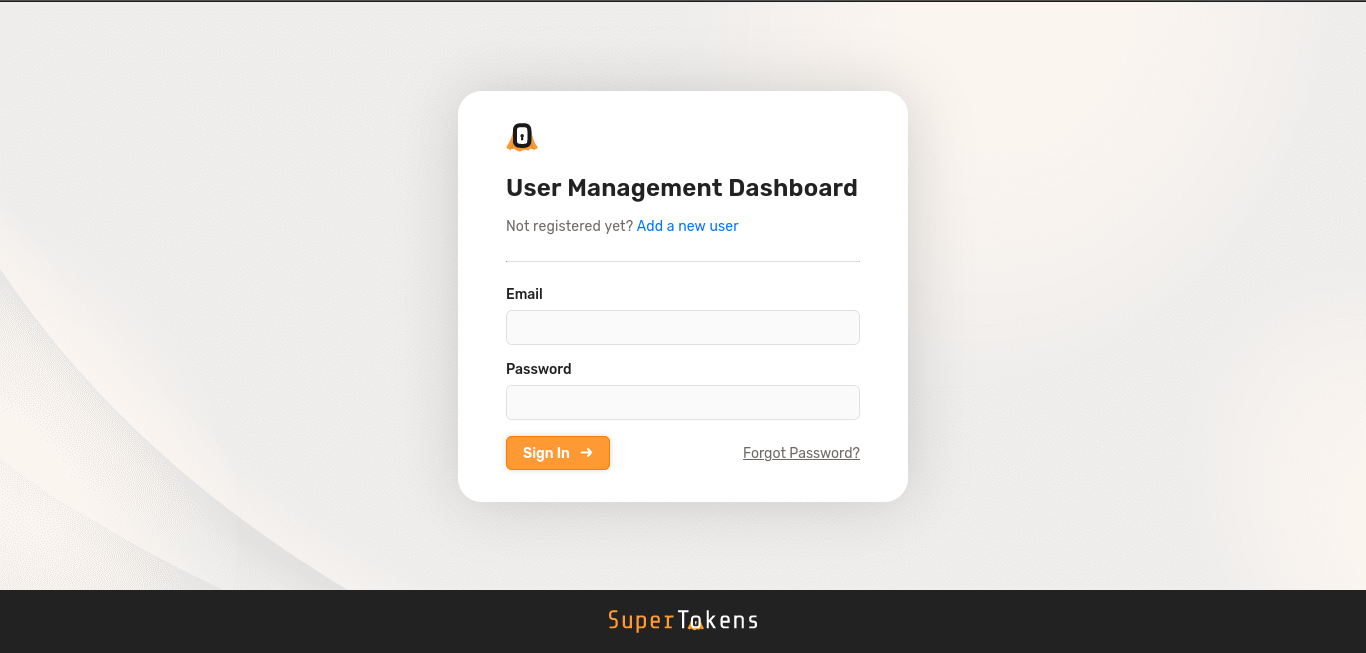 User Management Dashboard
Not registered yet? Add a new user
Email
Password
Sign In
Forgot Password?
SuperTokens